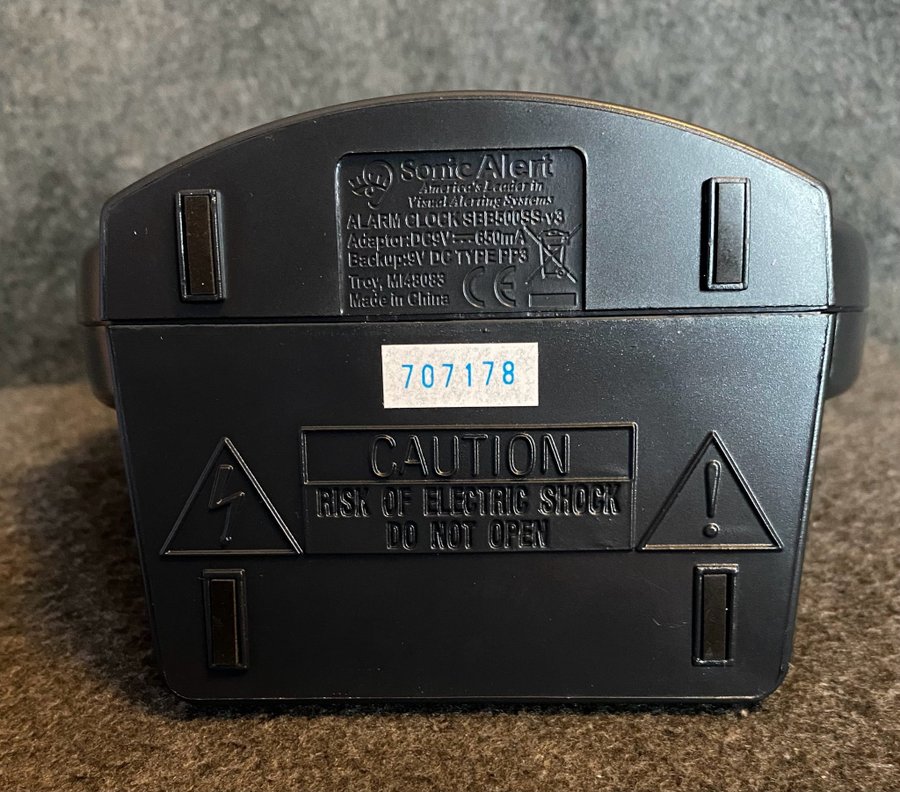 Sonic Alert
America's Leader in
Visual Alerting Systems
ALARM CLOCK SBB500SS-v3
Adaptor:DC9V⎓650mA
Backup:9V DC TYPE PP3
Troy, MI48083
Made in China
CE
707178
CAUTION
RISK OF ELECTRIC SHOCK
DO NOT OPEN